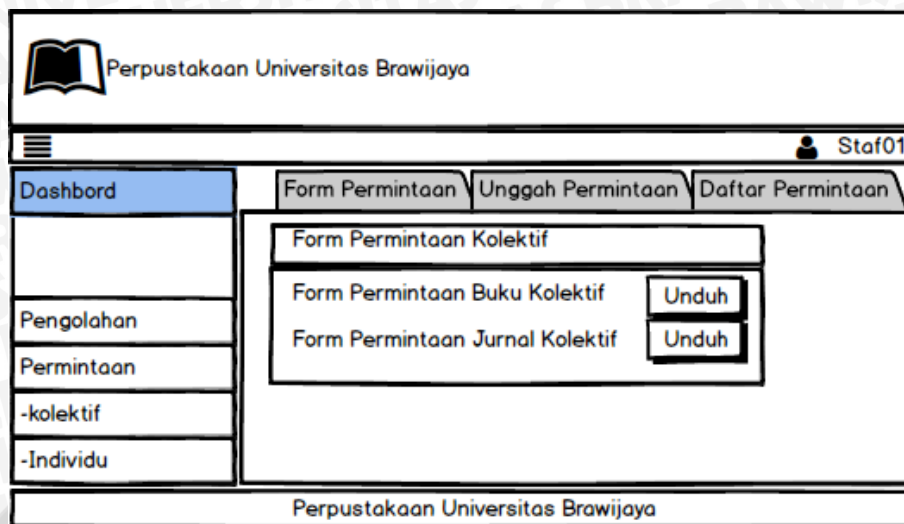 Perpustakaan Universitas Brawijaya
Staf01
Dashbord
Form Permintaan Unggah Permintaan Daftar Permintaan
Form Permintaan Kolektif
Form Permintaan Buku Kolektif Unduh
Form Permintaan Jurnal Kolektif Unduh
Pengolahan
Permintaan
-kolektif
-Individu
Perpustakaan Universitas Brawijaya